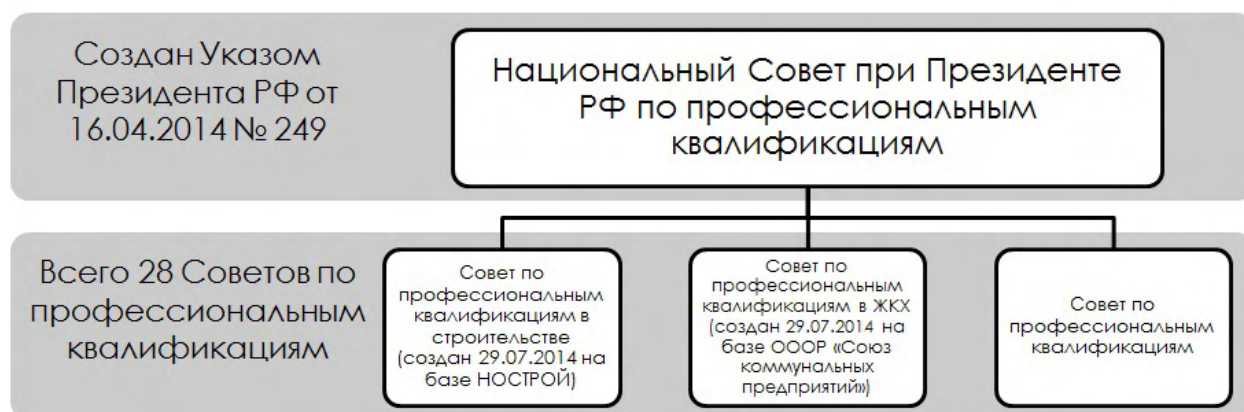 Создан Указом
Президента РФ от
16.04.2014 № 249
Национальный Совет при Президенте
РФ по профессиональным
квалификациям
Всего 28 Советов по
профессиональным
квалификациям
Совет по
профессиональным
квалификациям в
строительстве
(создан 29.07.2014 на
базе НОСТРОЙ)
Совет по
профессиональным
квалификациям в ЖКХ
(создан 29.07.2014 на
базе ОООР «Союз
коммунальных
предприятий»)
Совет по
профессиональным
квалификациям